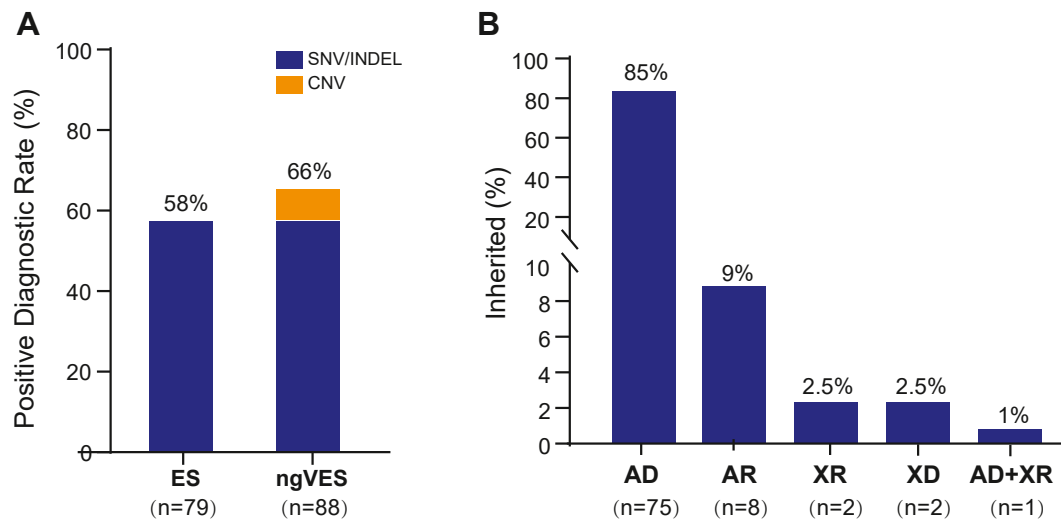 A
Positive Diagnostic Rate (%)
100
80
60
40
20
0
SNV/INDEL
CNV
58%
66%
ES
ngVES
(n=79)
(n=88)
B
Inherited (%)
100
80
60
40
20
10
8
6
4
2
0
85%
9%
2.5%
2.5%
1%
AD
AR
XR
XD
AD+XR
(n=75)
(n=8)
(n=2)
(n=2)
(n=1)